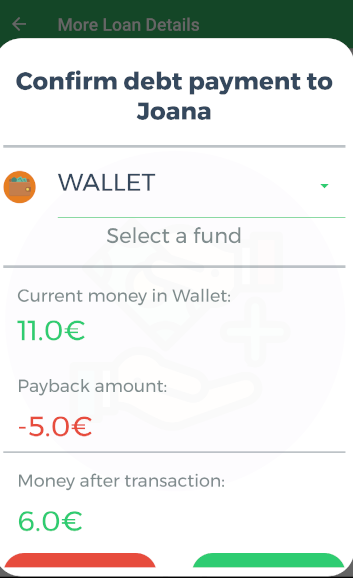 More Loan Details
Confirm debt payment to
Joana
WALLET
Select a fund
Current money in Wallet:
11.0€
Payback amount:
-5.0€
Money after transaction:
6.0€